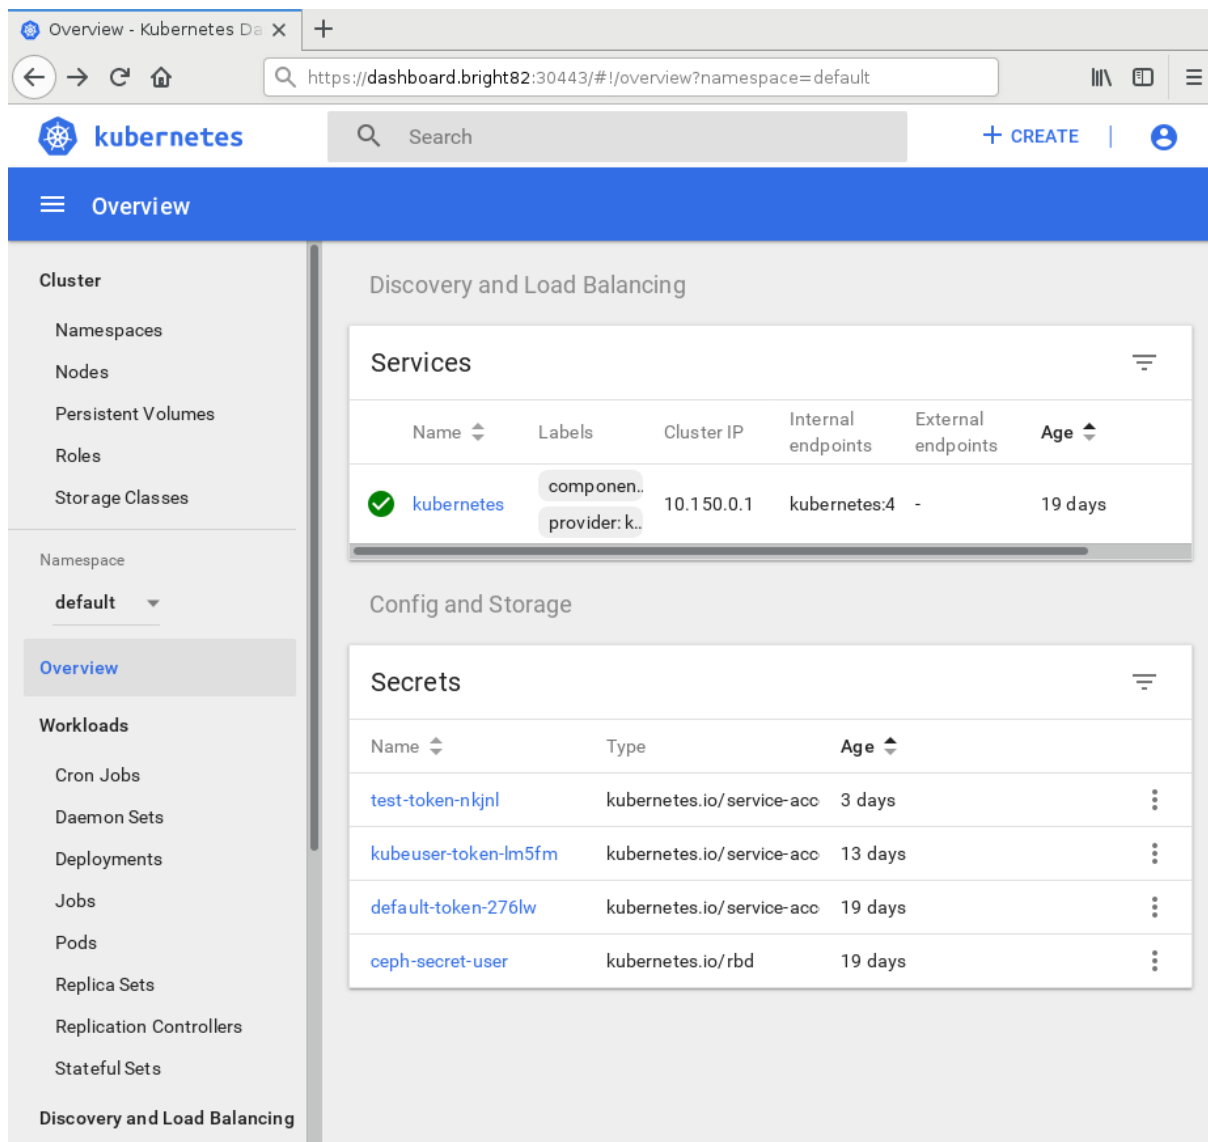 Overview - Kubernetes Da
https://dashboard.bright82:30443/#!/overview?namespace=default
kubernetes
Search
+ CREATE
Overview
Cluster
Namespaces
Nodes
Persistent Volumes
Roles
Storage Classes
Namespace
default
Overview
Workloads
Cron Jobs
Daemon Sets
Deployments
Jobs
Pods
Replica Sets
Replication Controllers
Stateful Sets
Discovery and Load Balancing
Discovery and Load Balancing
Services
Name Labels Cluster IP Internal endpoints External endpoints Age
kubernetes componen.. provider: k.. 10.150.0.1 kubernetes:4 - 19 days
Config and Storage
Secrets
Name Type Age
test-token-nkjnl kubernetes.io/service-acc 3 days
kubeuser-token-lm5fm kubernetes.io/service-acc 13 days
default-token-276lw kubernetes.io/service-acc 19 days
ceph-secret-user kubernetes.io/rbd 19 days